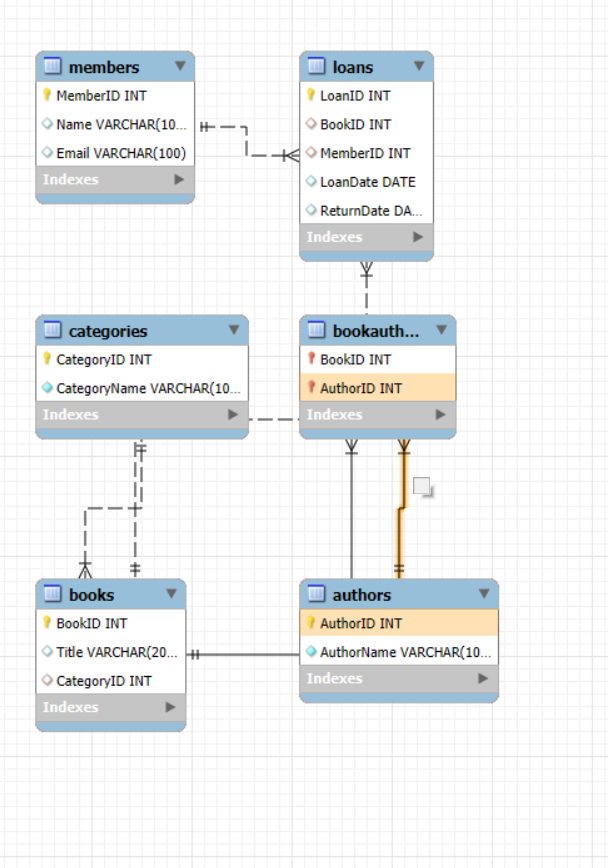 members
MemberID INT
Name VARCHAR(10...
Email VARCHAR(100)
Indexes
loans
LoanID INT
BookID INT
MemberID INT
LoanDate DATE
ReturnDate DA...
Indexes
categories
CategoryID INT
CategoryName VARCHAR(10...
Indexes
bookauth...
BookID INT
AuthorID INT
Indexes
books
BookID INT
Title VARCHAR(20...
CategoryID INT
Indexes
authors
AuthorID INT
AuthorName VARCHAR(10...
Indexes